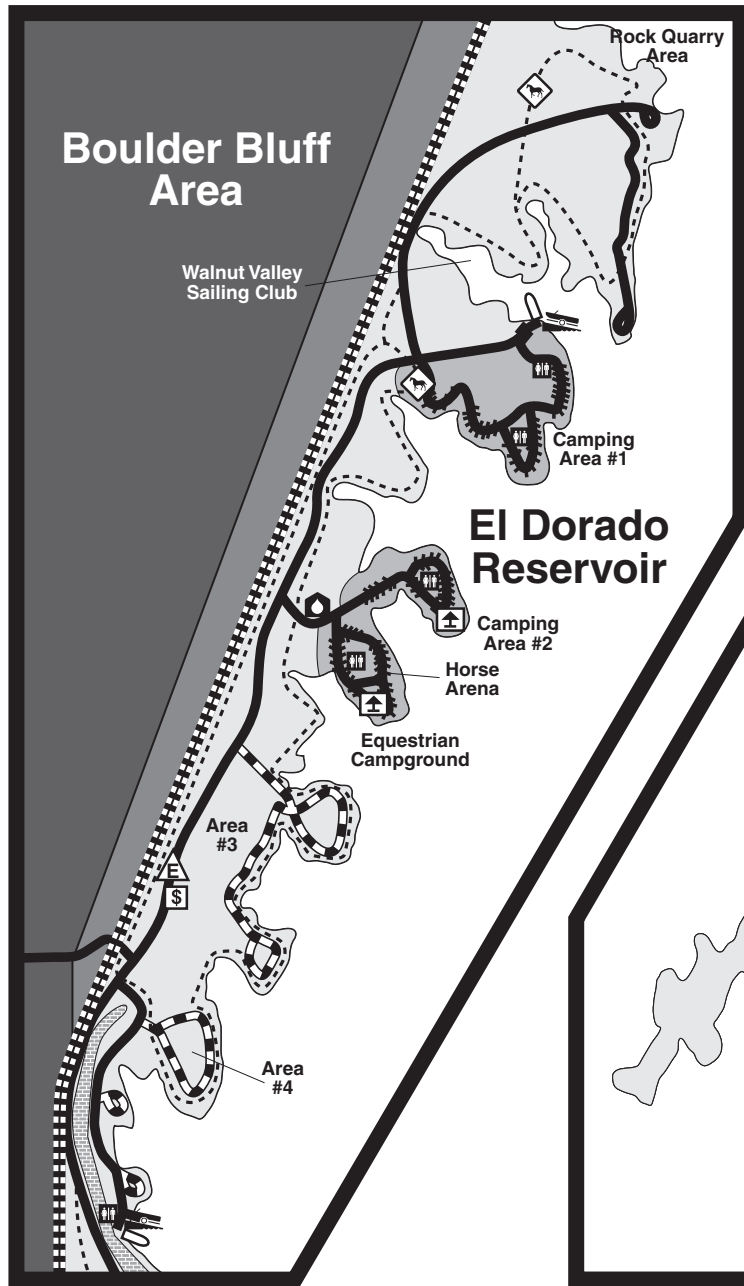 Rock Quarry
Area
Boulder Bluff
Area
Walnut Valley
Sailing Club
Camping
Area #1
El Dorado
Reservoir
Camping
Area #2
Horse
Arena
Equestrian
Campground
Area
#3
E
$
Area
#4